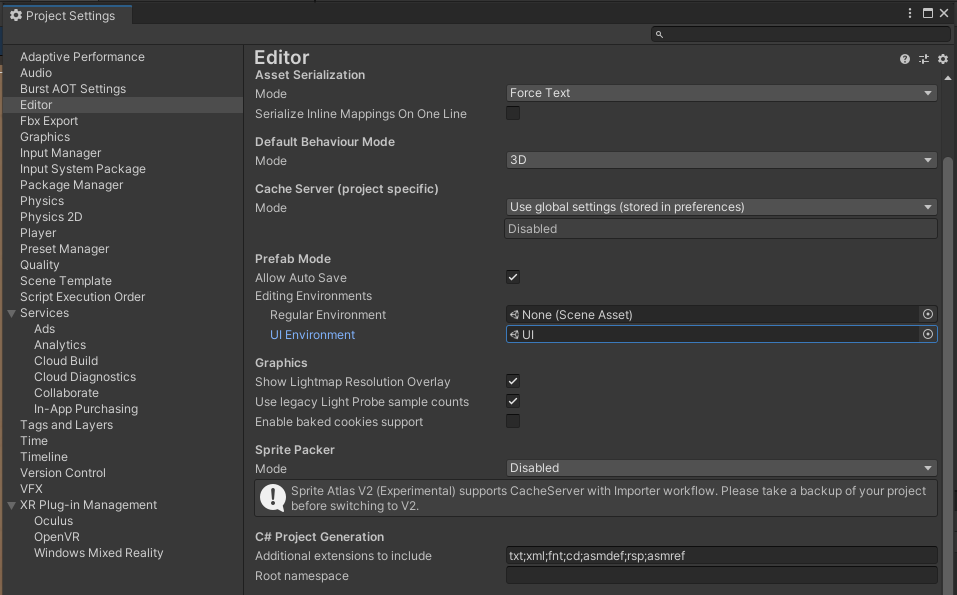 Project Settings
Adaptive Performance
Audio
Burst AOT Settings
Editor
Fbx Export
Graphics
Input Manager
Input System Package
Package Manager
Physics
Physics 2D
Player
Preset Manager
Quality
Scene Template
Script Execution Order
Services
Ads
Analytics
Cloud Build
Cloud Diagnostics
Collaborate
In-App Purchasing
Tags and Layers
Time
Timeline
Version Control
VFX
XR Plug-in Management
Oculus
OpenVR
Windows Mixed Reality
Editor
Asset Serialization
Mode Force Text
Serialize Inline Mappings On One Line
Default Behaviour Mode
Mode 3D
Cache Server (project specific)
Mode Use global settings (stored in preferences)
Disabled
Prefab Mode
Allow Auto Save
Editing Environments
Regular Environment None (Scene Asset)
UI Environment UI
Graphics
Show Lightmap Resolution Overlay
Use legacy Light Probe sample counts
Enable baked cookies support
Sprite Packer
Mode Disabled
Sprite Atlas V2 (Experimental) supports CacheServer with Importer workflow. Please take a backup of your project
before switching to V2.
C# Project Generation
Additional extensions to include txt;xml;fnt;cd;asmdef;rsp;asmref
Root namespace